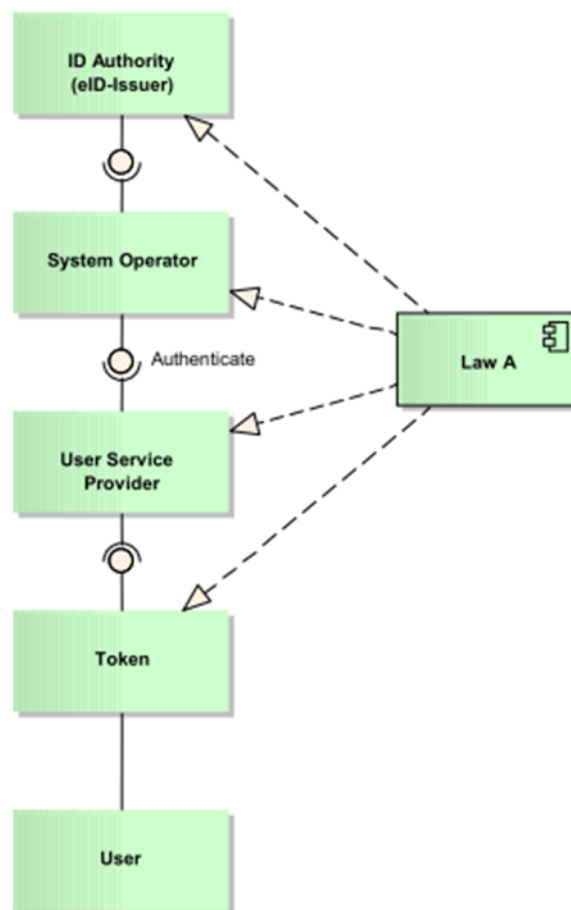 ID Authority
(eID-Issuer)
System Operator
Authenticate
Law A
User Service
Provider
Token
User